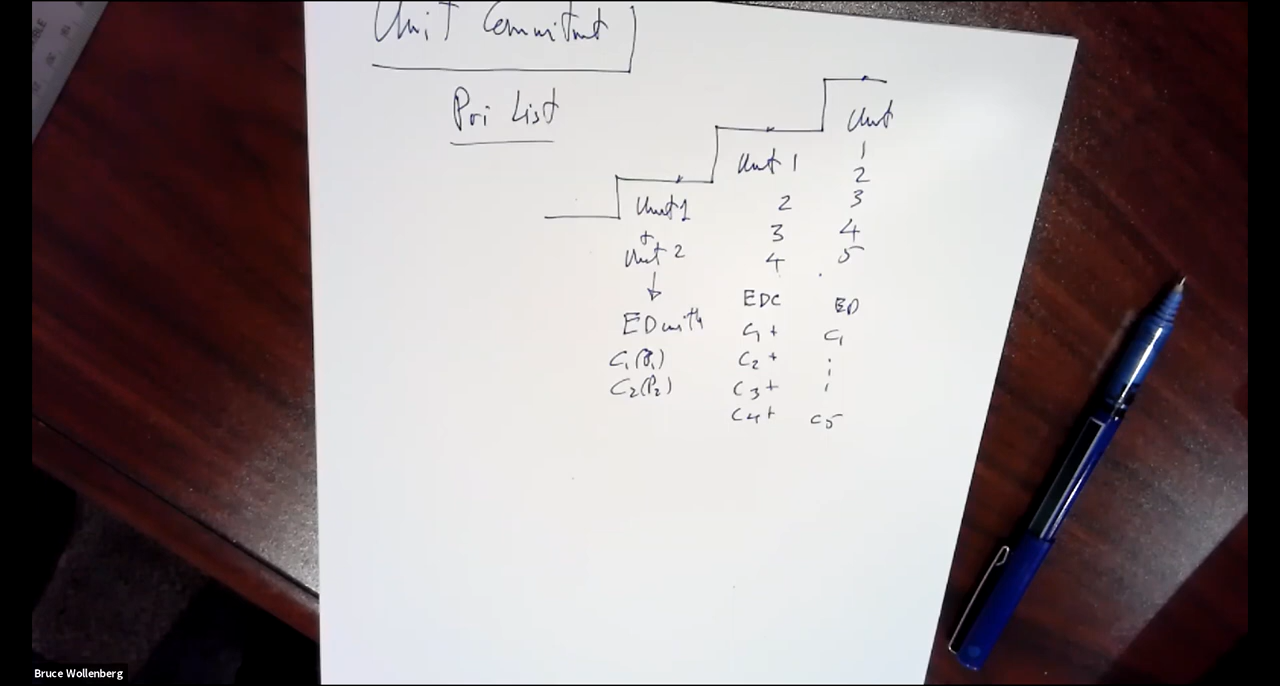 Unit Commitment
Pri List
Unit 1
+
Unit 2
ED with
C1(P1)
C2(P2)
Unit 1
2
3
4
EDC
C1 +
C2 +
C3 +
C4 +
Unit
1
2
3
4
5
ED
C1
C5
Bruce Wollenberg